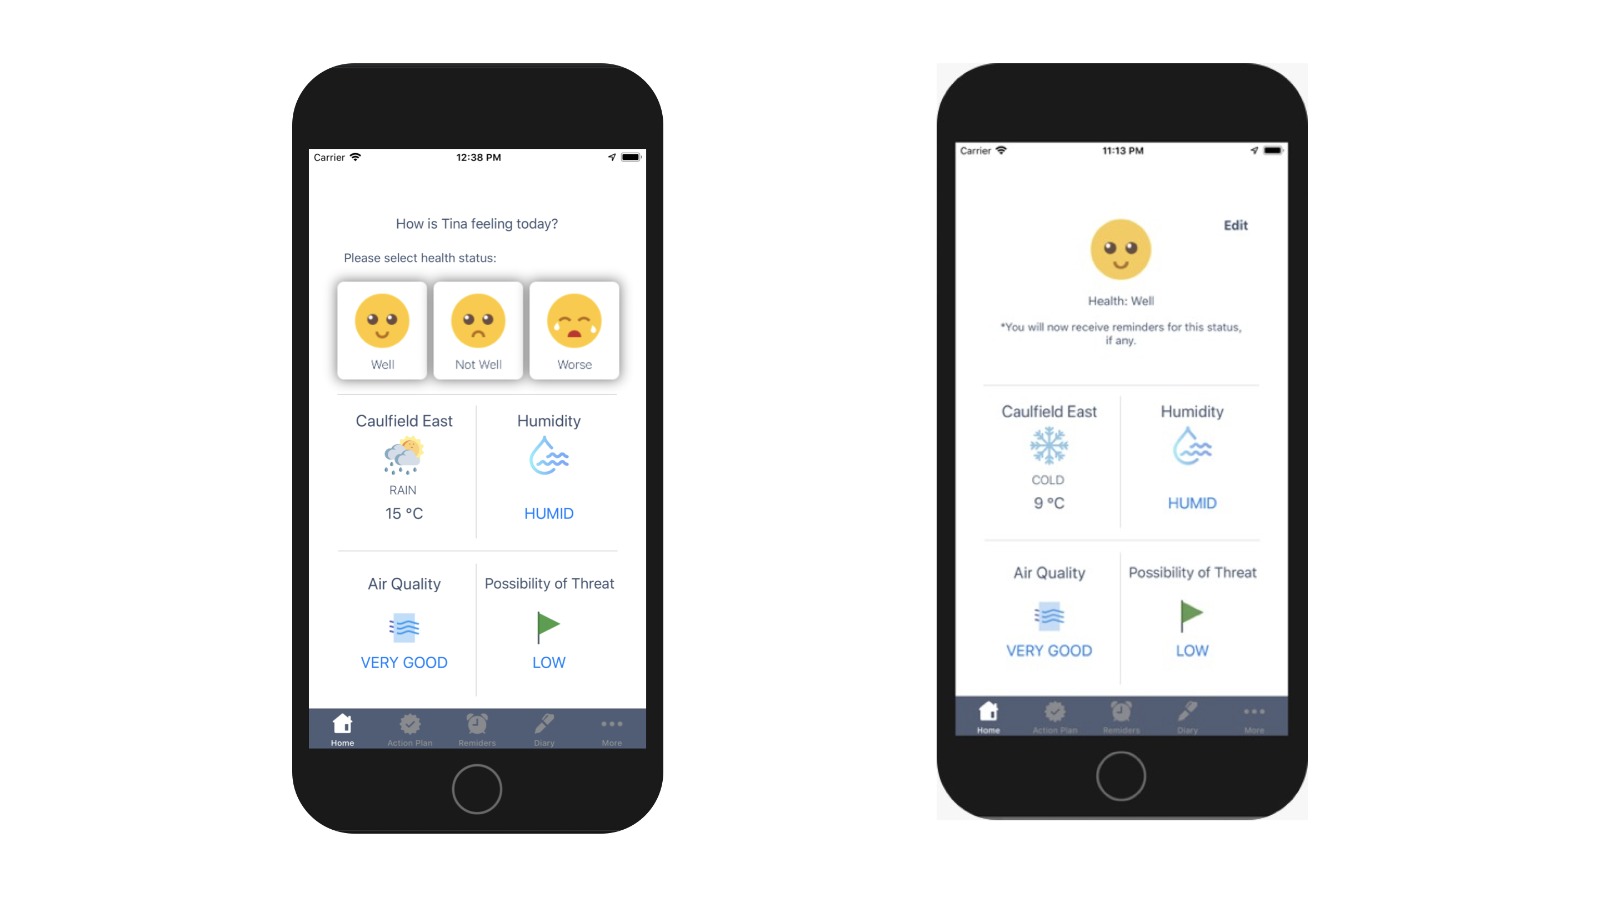 Carrier 12:38 PM
How is Tina feeling today?
Please select health status:
Well Not Well Worse
Caulfield East Humidity
RAIN
15 °C HUMID
Air Quality Possibility of Threat
VERY GOOD LOW
Home Action Plan Reminders Diary More
Carrier 11:13 PM
Edit
Health: Well
*You will now receive reminders for this status,
if any.
Caulfield East Humidity
COLD
9 °C HUMID
Air Quality Possibility of Threat
VERY GOOD LOW
Home Action Plan Reminders Diary More